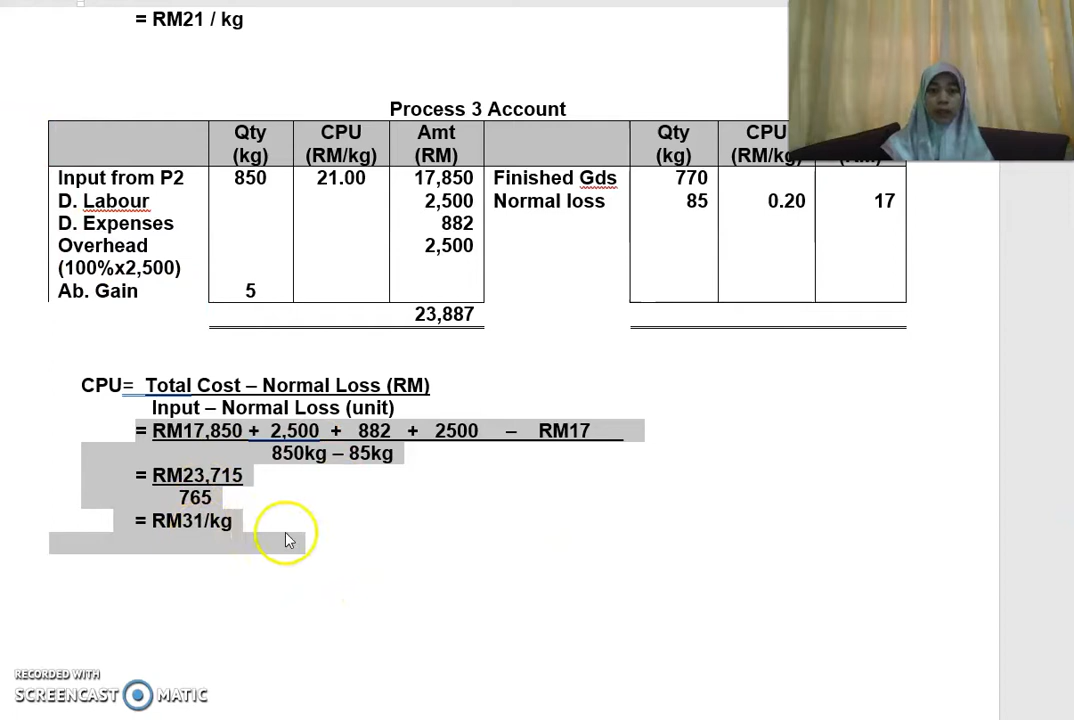 = RM21 / kg
Process 3 Account
Qty (kg) CPU (RM/kg) Amt (RM) Qty (kg) CPU (RM/kg)
Input from P2 850 21.00 17,850 Finished Gds 770
D. Labour 2,500 Normal loss 85 0.20 17
D. Expenses 882
Overhead 2,500
(100%x2,500)
Ab. Gain 5
23,887
CPU= Total Cost – Normal Loss (RM)
Input – Normal Loss (unit)
= RM17,850 + 2,500 + 882 + 2500 – RM17
850kg – 85kg
= RM23,715
765
= RM31/kg
RECORDED WITH
SCREENCAST MATIC